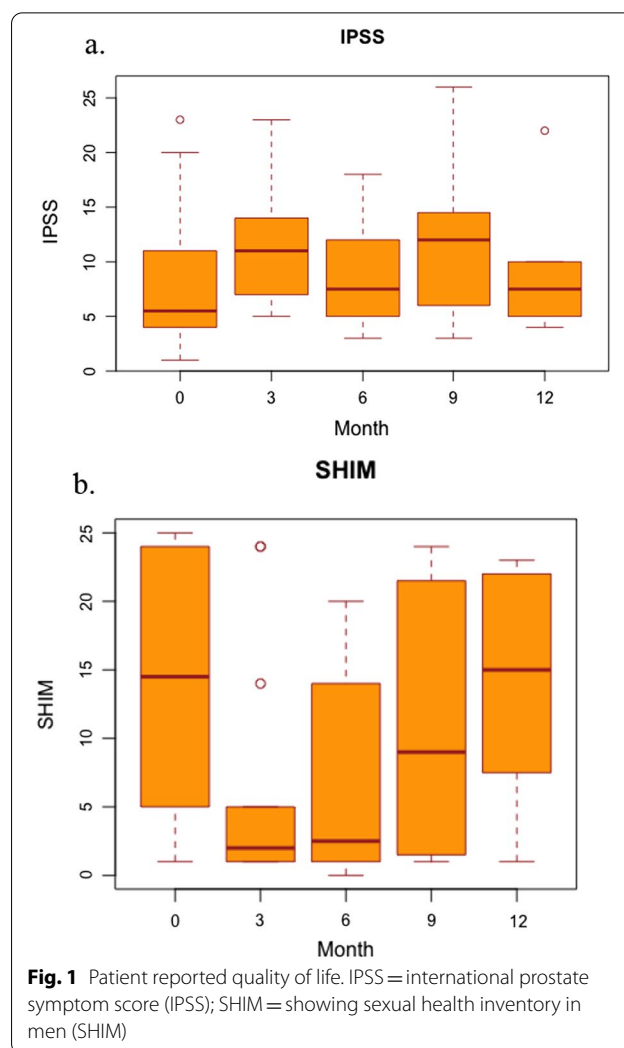 a.
IPSS
25
20
15
10
5
0
IPSS
0 3 6 9 12
Month
b.
SHIM
25
20
15
10
5
0
SHIM
0 3 6 9 12
Month
Fig. 1 Patient reported quality of life. IPSS = international prostate
symptom score (IPSS); SHIM = showing sexual health inventory in
men (SHIM)